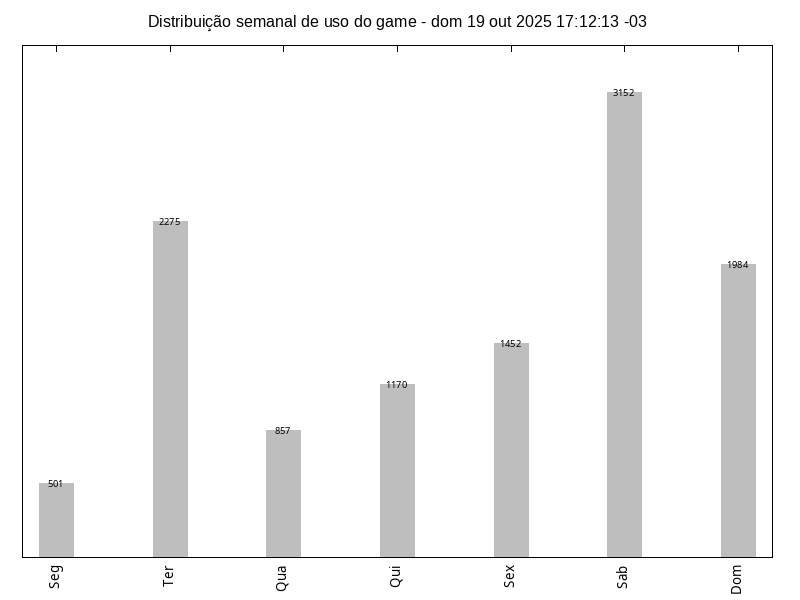 Distribuição semanal de uso do game - dom 19 out 2025 17:12:13 -03
3152
2275
1984
1452
1170
857
501
Seg
Ter
Qua
Qui
Sex
Sab
Dom